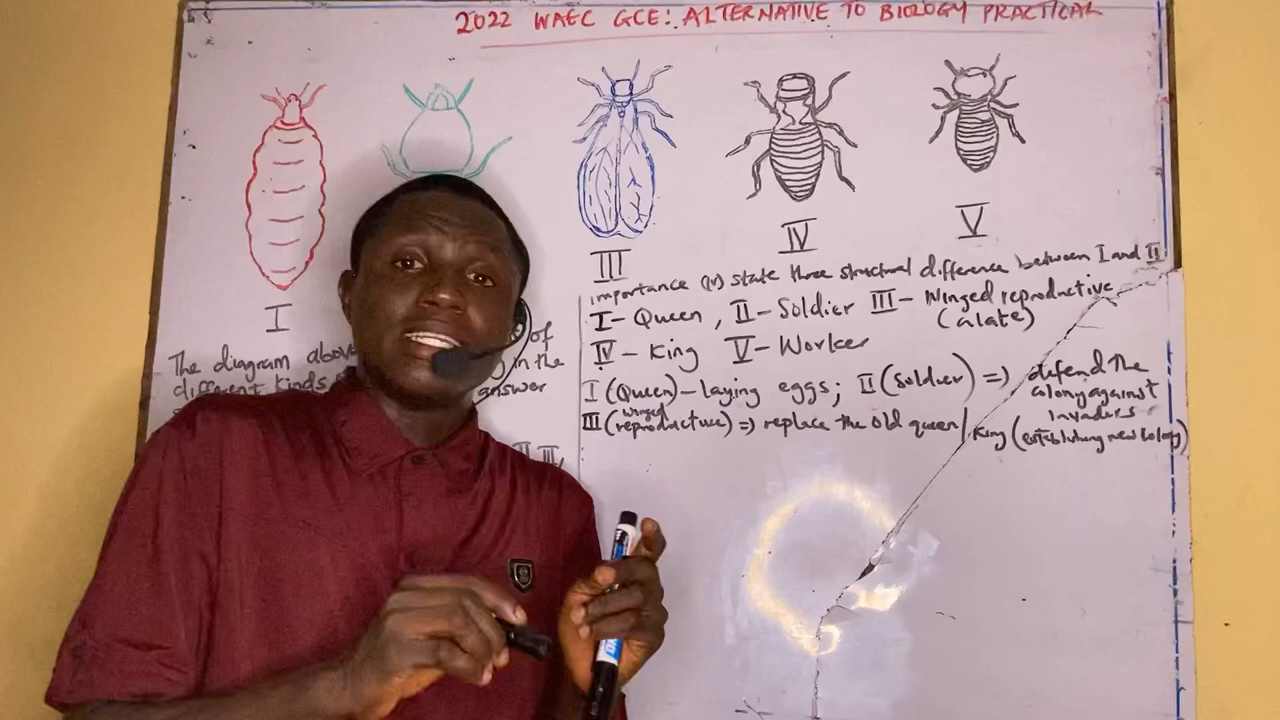 2022 WAEC GCE: ALTERNATIVE TO BIOLOGY PRACTICAL
I
III
IV
V
The diagram above
different kinds
of
in the
answer
importance (iv) state three structural difference between I and II
I - Queen, II - Soldier III - Winged reproductive
(alate)
IV - King V - Worker
I (Queen) - laying eggs; II (Soldier) => defend the
colony against
invaders
III (winged reproductive) => replace the old queen/king (establishing new colony)